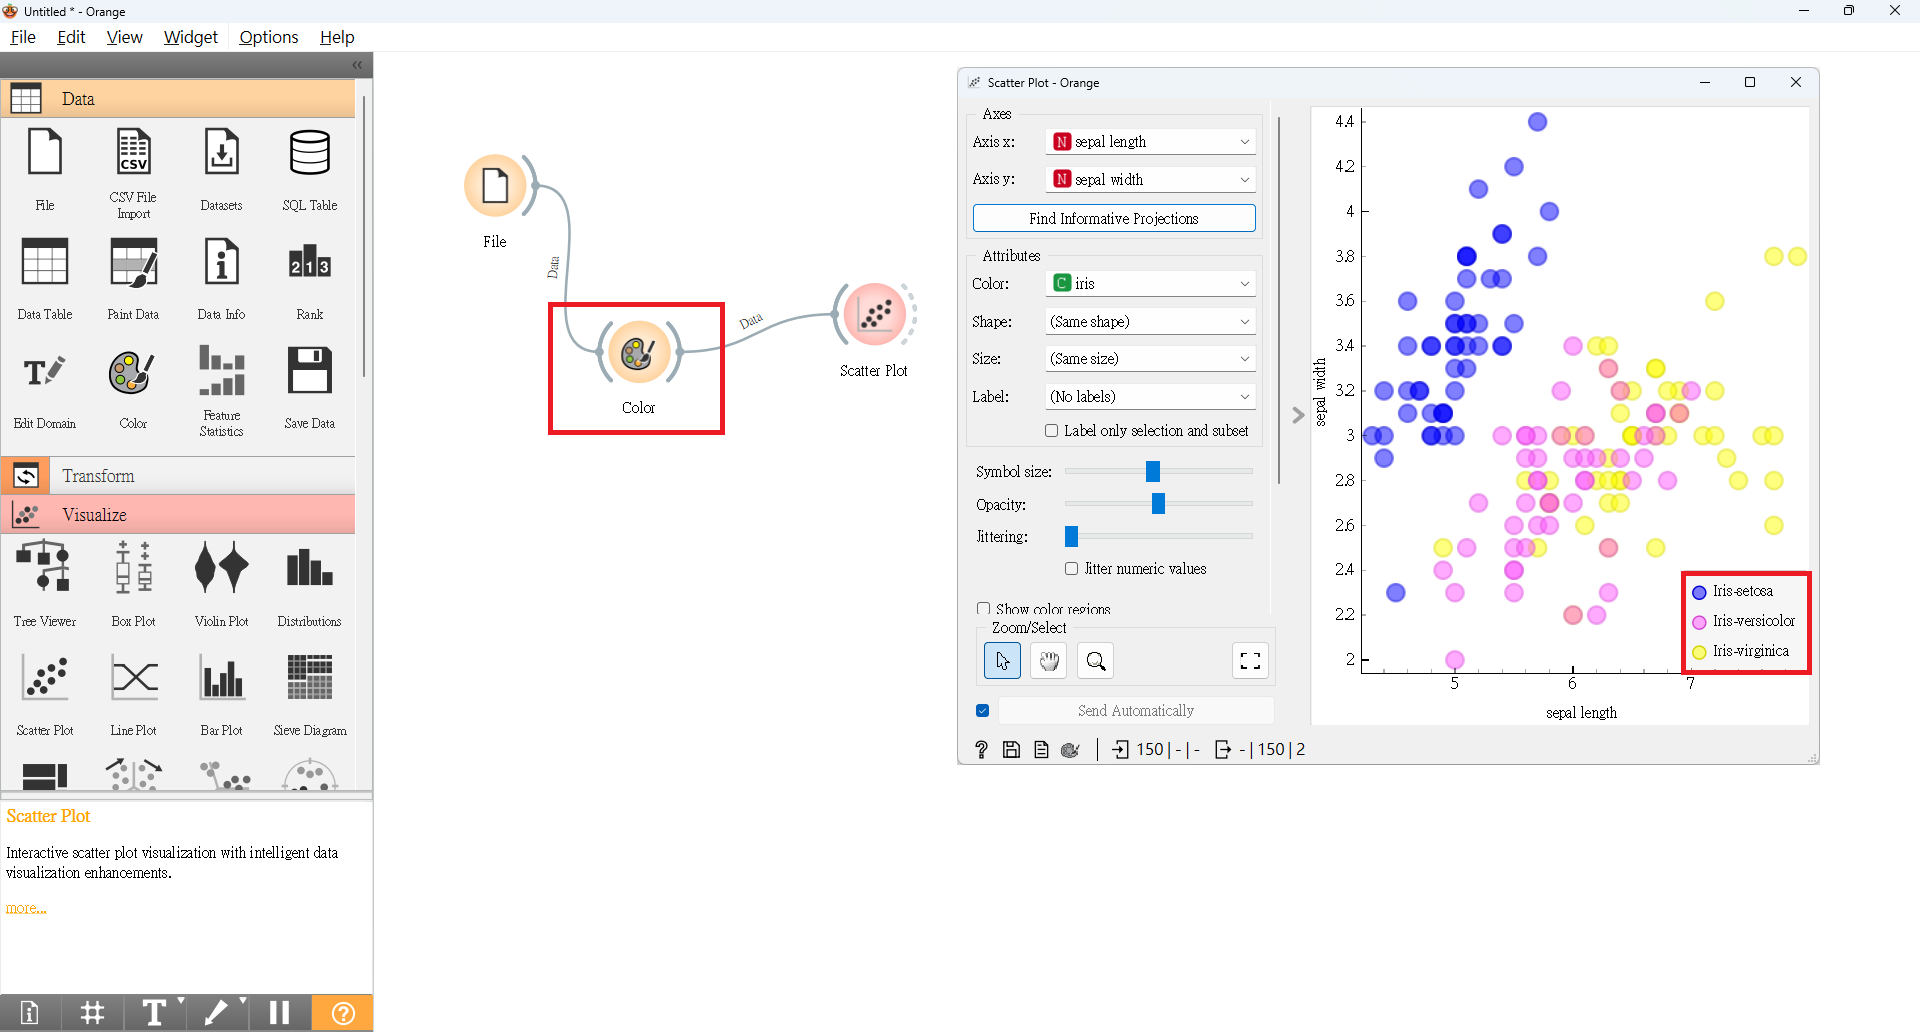 Untitled * - Orange
File Edit View Widget Options Help
Data
File
CSV File
Import
Datasets
SQL Table
Data Table
Paint Data
Data Info
Rank
Edit Domain
Color
Feature
Statistics
Save Data
Transform
Visualize
Tree Viewer
Box Plot
Violin Plot
Distributions
Scatter Plot
Line Plot
Bar Plot
Sieve Diagram
Scatter Plot
Interactive scatter plot visualization with intelligent data
visualization enhancements.
more...
File
Data
Color
Data
Scatter Plot
Scatter Plot - Orange
Axes
Axis x: N sepal length
Axis y: N sepal width
Find Informative Projections
Attributes
Color: C iris
Shape: (Same shape)
Size: (Same size)
Label: (No labels)
Label only selection and subset
Symbol size:
Opacity:
Jittering:
Jitter numeric values
Show color regions
Zoom/Select
Send Automatically
150 | - | - - | 150 | 2
sepal width
4.4
4.2
4
3.8
3.6
3.4
3.2
3
2.8
2.6
2.4
2.2
2
5 6 7
sepal length
Iris-setosa
Iris-versicolor
Iris-virginica